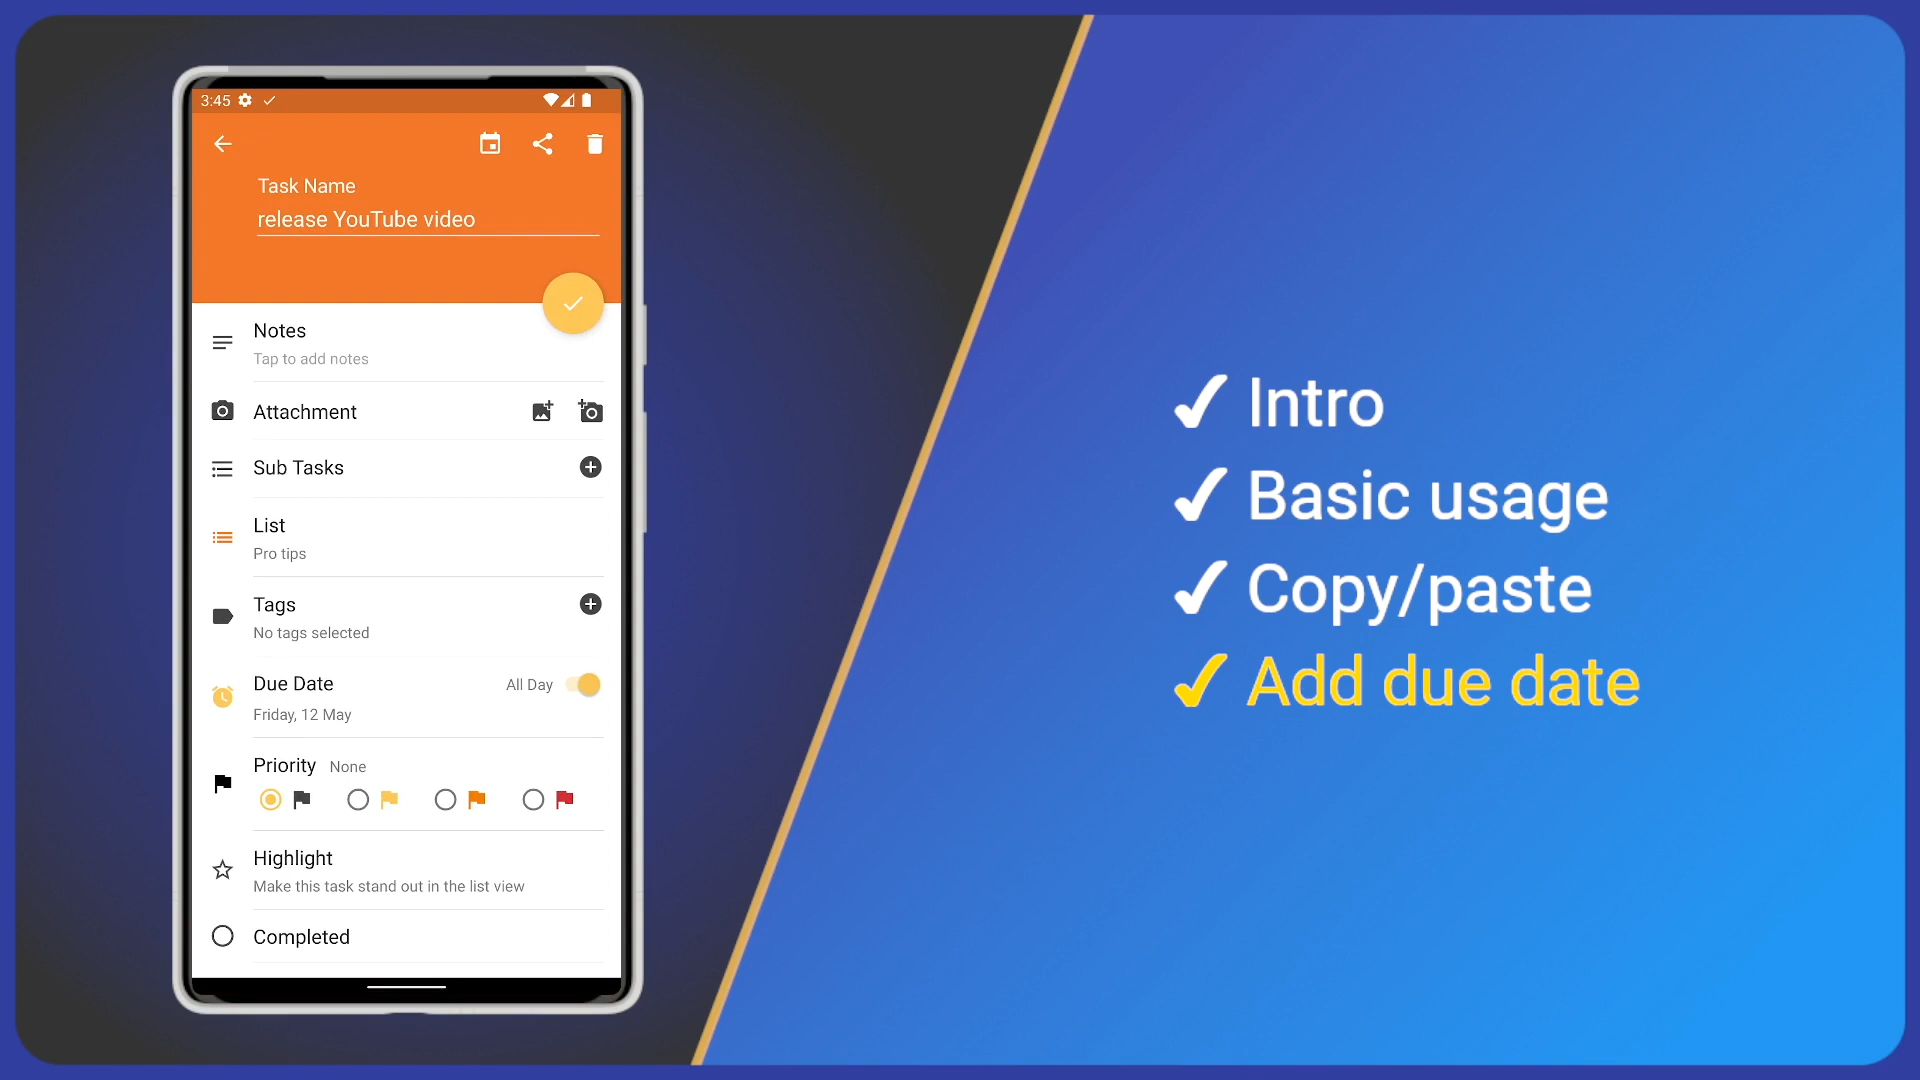 3:45
Task Name
release YouTube video
Notes
Tap to add notes
Attachment
Sub Tasks
List
Pro tips
Tags
No tags selected
Due Date All Day
Friday, 12 May
Priority None
Highlight
Make this task stand out in the list view
Completed
✔ Intro
✔ Basic usage
✔ Copy/paste
✔ Add due date